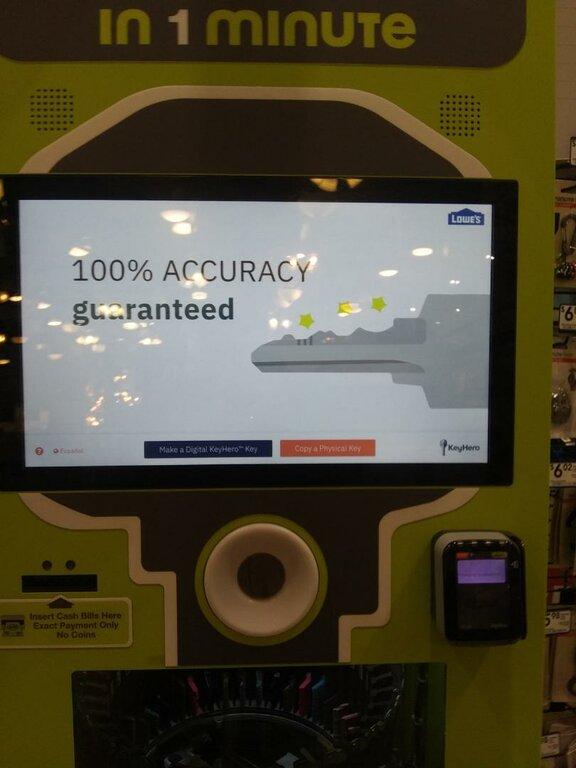 in 1 minute
LOWE'S
100% ACCURACY
guaranteed
? Español
Make a Digital KeyHero™ Key
Copy a Physical Key
KeyHero
Insert Cash Bills Here
Exact Payment Only
No Coins